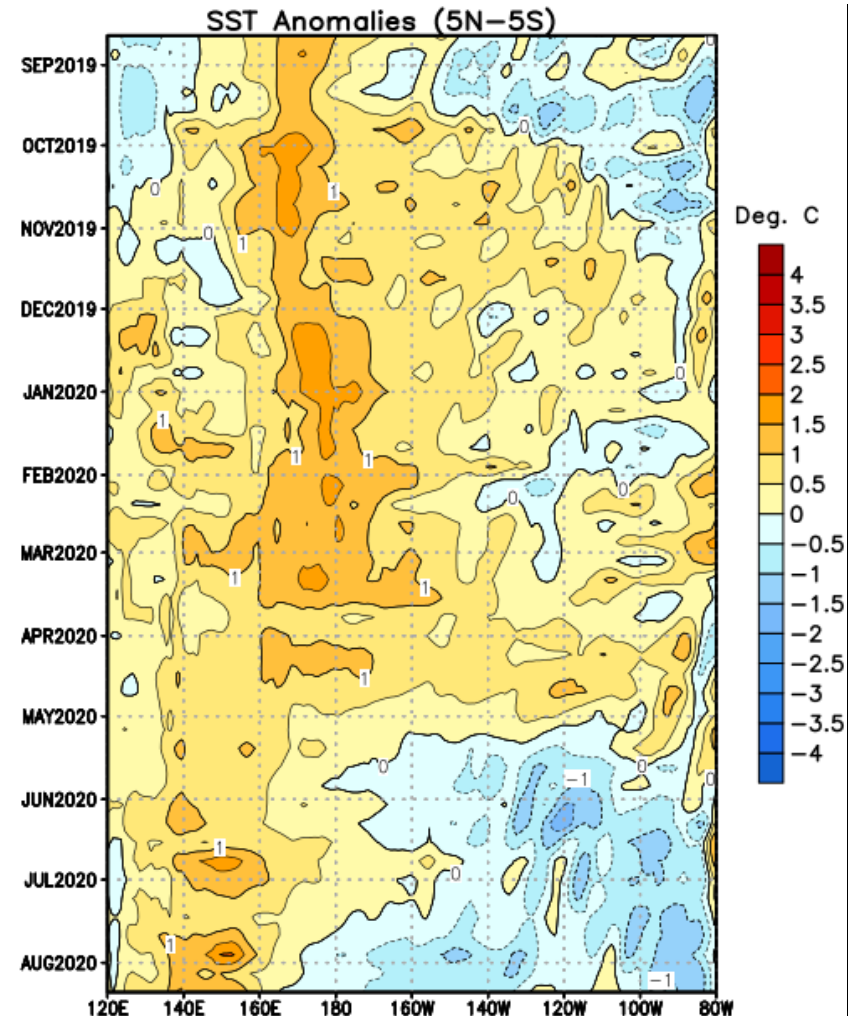 SST Anomalies (5N−5S)
0
SEP2019
0
OCT2019
0
1
NOV2019
0
1
DEC2019
0
JAN2020
1
1
1
FEB2020
0
0
MAR2020
1
1
APR2020
1
MAY2020
0
0
0
−1
JUN2020
1
0
JUL2020
1
AUG2020
−1
120E 140E 160E 180 160W 140W 120W 100W 80W
Deg. C
4
3.5
3
2.5
2
1.5
1
0.5
0
−0.5
−1
−1.5
−2
−2.5
−3
−3.5
−4